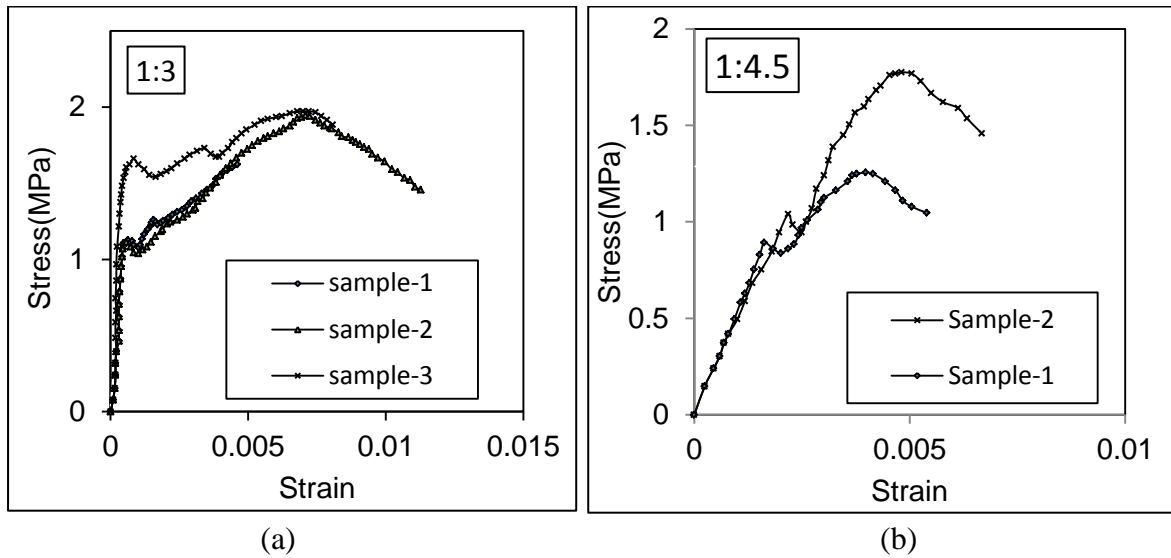 1:3
Stress(MPa)
2
1
0
0
0.005
0.01
0.015
Strain
sample-1
sample-2
sample-3
(a)
1:4.5
Stress(MPa)
2
1.5
1
0.5
0
0
0.005
0.01
Strain
Sample-2
Sample-1
(b)